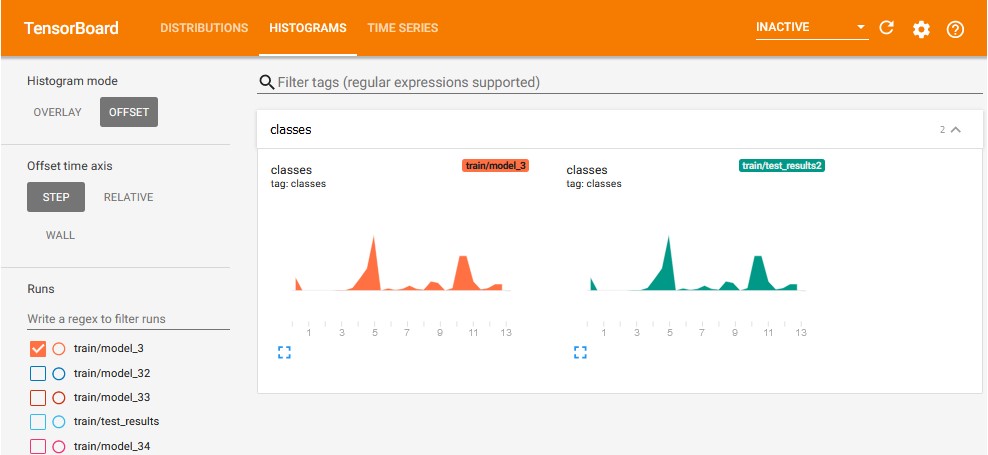 TensorBoard DISTRIBUTIONS HISTOGRAMS TIME SERIES INACTIVE
Histogram mode
OVERLAY OFFSET
Offset time axis
STEP RELATIVE
WALL
Runs
Write a regex to filter runs
train/model_3
train/model_32
train/model_33
train/test_results
train/model_34
Filter tags (regular expressions supported)
classes 2
classes train/model_3
tag: classes
1 3 5 7 9 11 13
classes train/test_results2
tag: classes
1 3 5 7 9 11 13